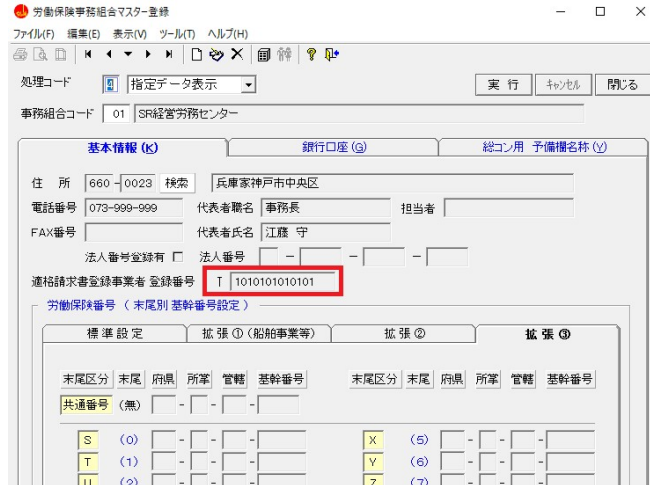 労働保険事務組合マスター登録
ファイル(F) 編集(E) 表示(V) ツール(T) ヘルプ(H)
処理コード 4 指定データ表示 実 行 キャンセル 閉じる
事務組合コード 01 SR経営労務センター
基本情報 (K) 銀行口座 (G) 総コン用 予備欄名称 (Y)
住 所 660 - 0023 検索 兵庫家神戸市中央区
電話番号 073-999-999 代表者職名 事務長 担当者
FAX番号 代表者氏名 江藤 守
法人番号登録有 法人番号 - - -
適格請求書登録事業者 登録番号 T 1010101010101
労働保険番号 ( 末尾別基幹番号設定 )
標 準 設 定 拡 張 ① (船舶事業等) 拡 張 ② 拡 張 ③
末尾区分 末尾 府県 所掌 管轄 基幹番号 末尾区分 末尾 府県 所掌 管轄 基幹番号
共通番号 (無) - - -
S (0) - - - X (5) - - -
T (1) - - - Y (6) - - -
U (2) - - - Z (7) - - -